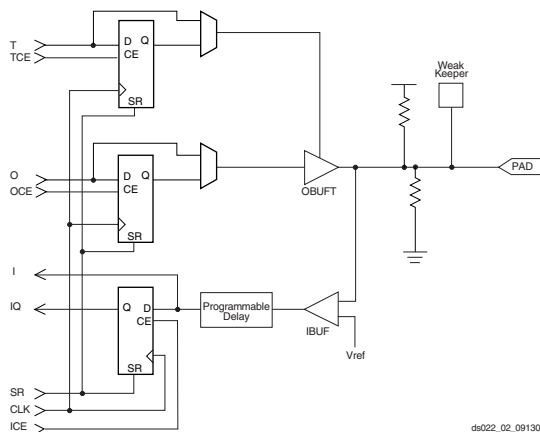 T
TCE
D Q
CE
SR
Weak
Keeper
O
OCE
D Q
CE
SR
OBUFT
PAD
I
IQ
Q D
CE
SR
Programmable
Delay
IBUF
Vref
SR
CLK
ICE
ds022_02_09130